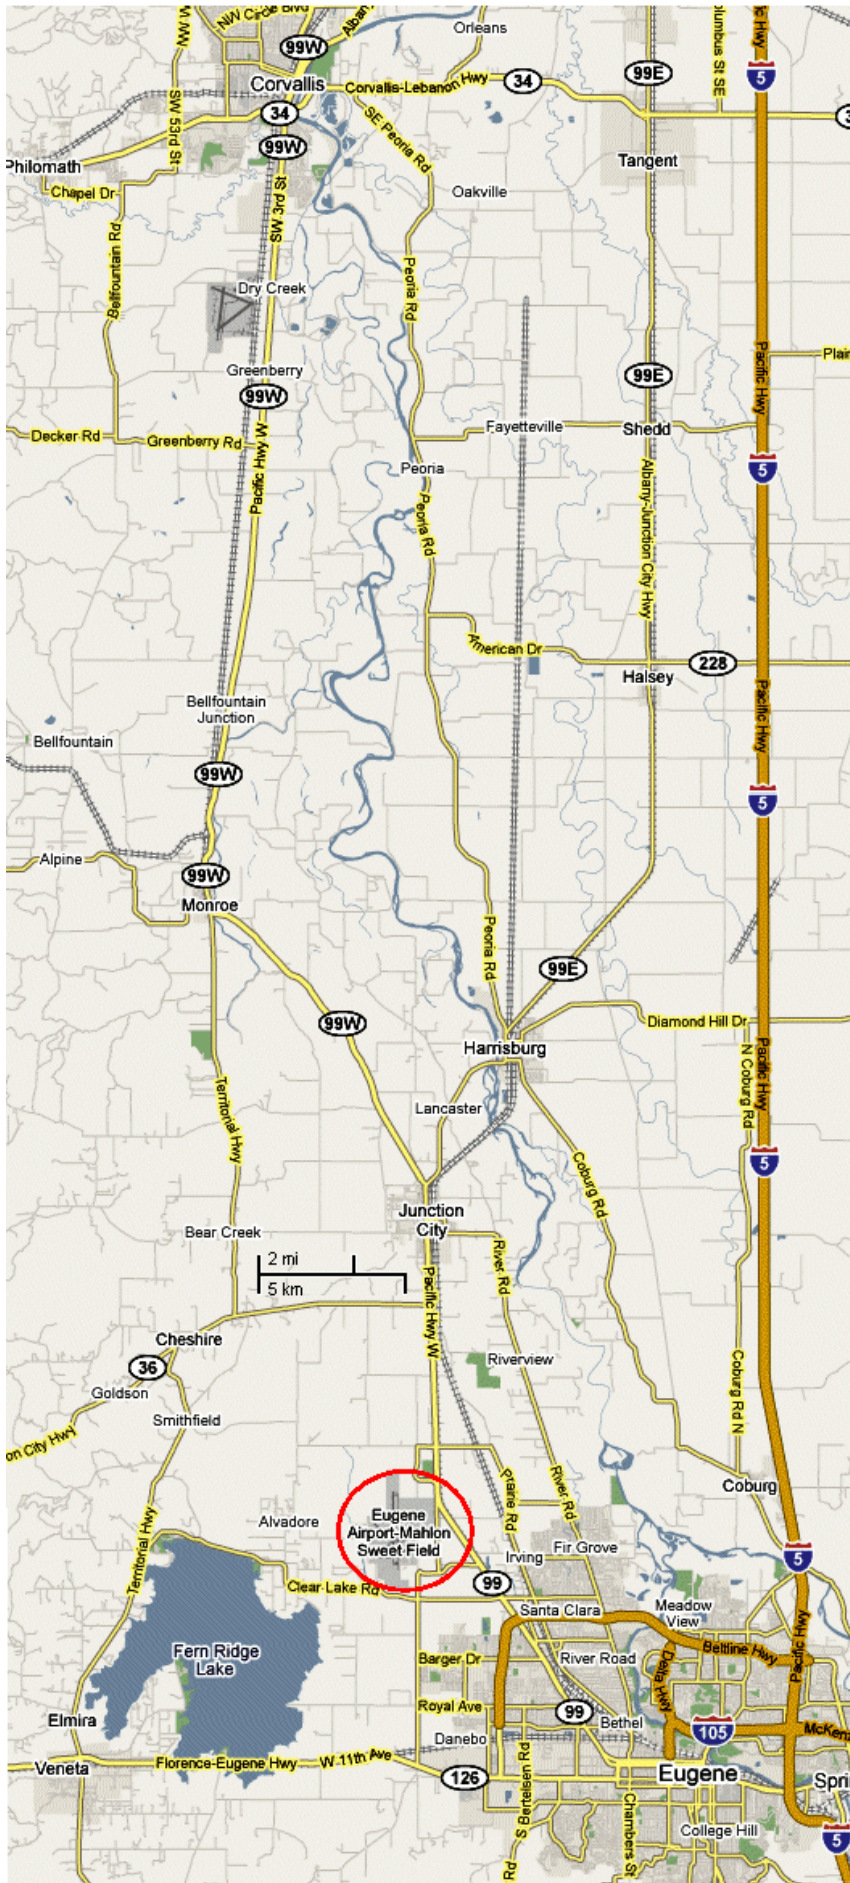 NW Circle Blvd
99W
Albany
Orleans
99E
5
Corvallis
Corvallis-Lebanon Hwy
34
34
SW 53rd St
SE Peoria Rd
99W
Tangent
Philomath
Chapel Dr
Oakville
SW 3rd St
Bellfountain Rd
Peoria Rd
Dry Creek
Pacific Hwy
Plain
Greenberry
99E
99W
Decker Rd
Greenberry Rd
Fayetteville
Shedd
Pacific Hwy W
Peoria
5
Peoria Rd
Albany-Junction City Hwy
American Dr
228
Halsey
Bellfountain
Junction
Pacific Hwy
Bellfountain
99W
5
Alpine
99W
Monroe
Peoria Rd
99E
99W
Diamond Hill Dr
Harrisburg
N Coburg Rd
Pacific Hwy
Territorial Hwy
Lancaster
5
Coburg Rd
Junction
City
Bear Creek
2 mi
5 km
River Rd
Pacific Hwy W
Cheshire
36
Riverview
Goldson
Coburg Rd N
Smithfield
on City Hwy
Prairie Rd
River Rd
Coburg
Eugene
Airport-Mahlon
Sweet Field
Alvadore
Territorial Hwy
Irving
Fir Grove
5
Clear Lake Rd
99
Santa Clara
Meadow
View
Pacific Hwy
Fern Ridge
Lake
Barger Dr
River Road
Beltline Hwy
Delta Hwy
Royal Ave
99
Elmira
Bethel
105
McKen
Danebo
Veneta
Florence-Eugene Hwy
W 11th Ave
126
S Bertelsen Rd
Eugene
Spri
Chambers St
College Hill
5
Rd